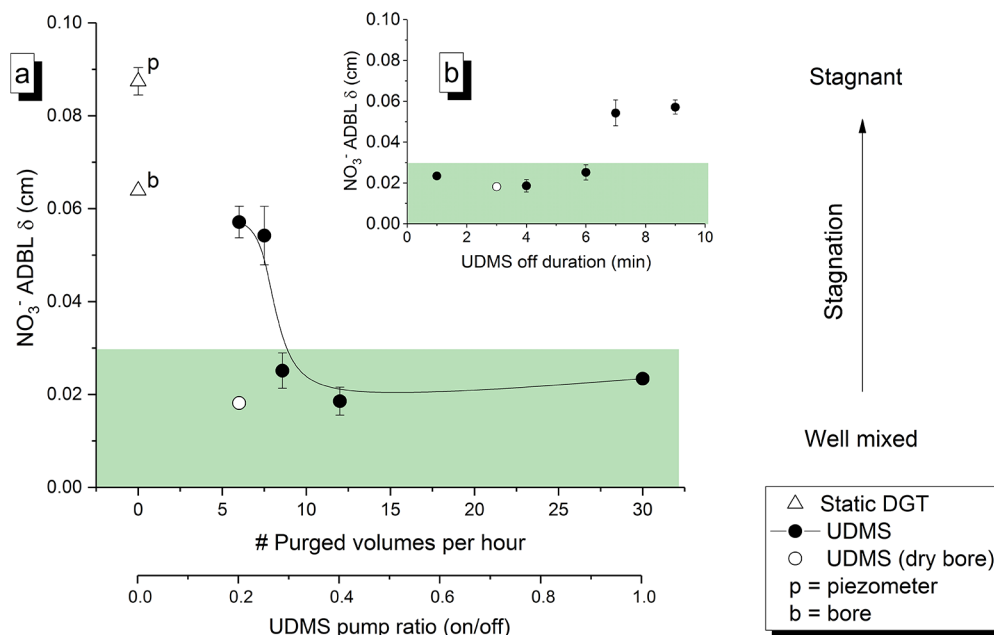 a
NO₃⁻ ADBL δ (cm)
0.10
0.08
0.06
0.04
0.02
0.00
p
b
0 5 10 15 20 25 30
# Purged volumes per hour
0.0 0.2 0.4 0.6 0.8 1.0
UDMS pump ratio (on/off)
b
NO₃⁻ ADBL δ (cm)
0.10
0.08
0.06
0.04
0.02
0.00
0 2 4 6 8 10
UDMS off duration (min)
Stagnant
Stagnation
Well mixed
Static DGT
UDMS
UDMS (dry bore)
p = piezometer
b = bore